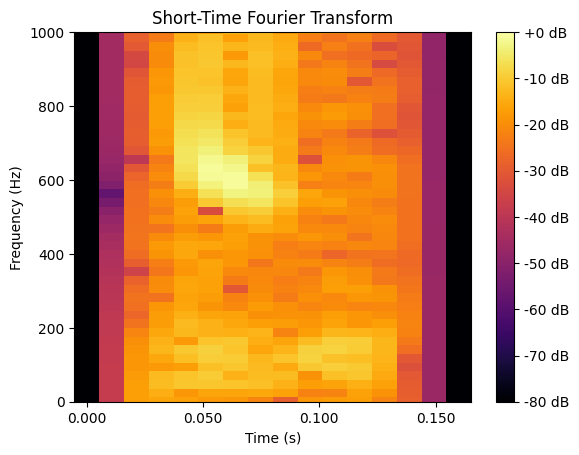 Short-Time Fourier Transform
1000
800
600
400
200
0
Frequency (Hz)
0.000
0.050
0.100
0.150
Time (s)
+0 dB
-10 dB
-20 dB
-30 dB
-40 dB
-50 dB
-60 dB
-70 dB
-80 dB